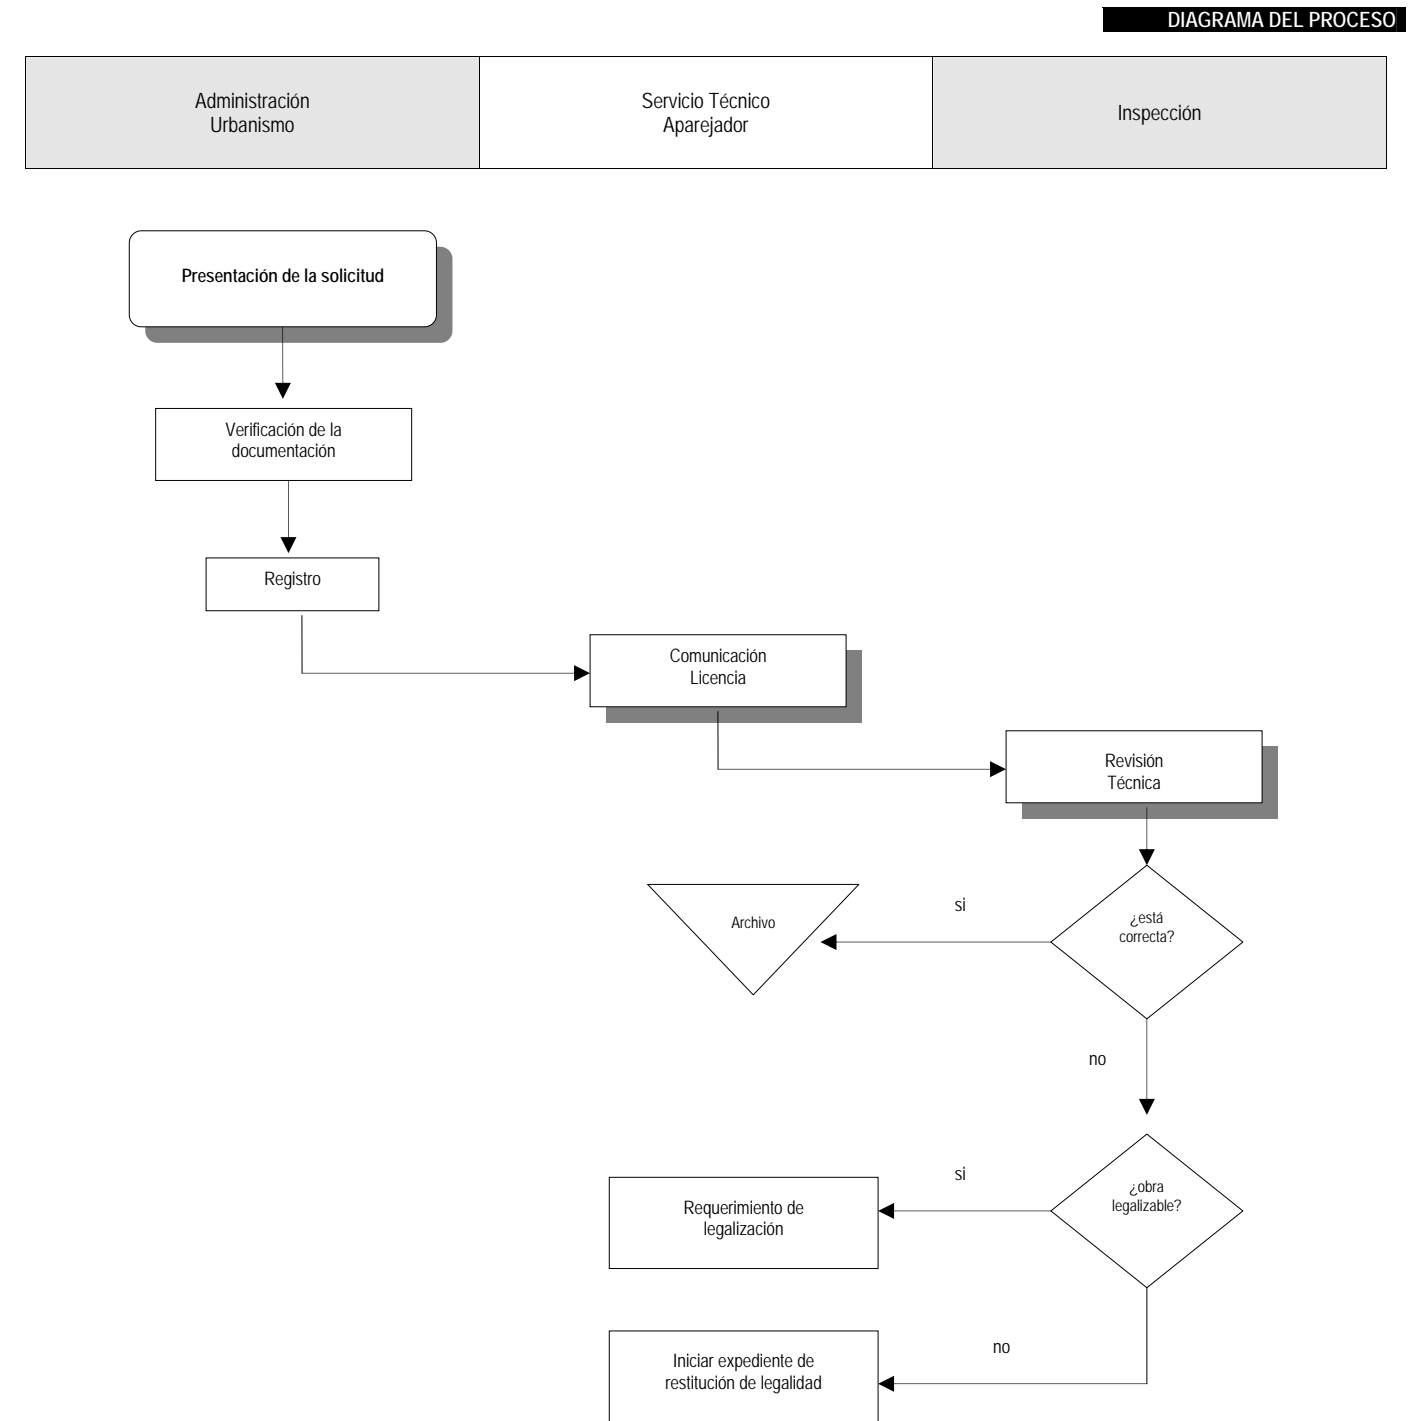 DIAGRAMA DEL PROCESO
Administración
Urbanismo
Servicio Técnico
Aparejador
Inspección
Presentación de la solicitud
Verificación de la
documentación
Registro
Comunicación
Licencia
Revisión
Técnica
¿está
correcta?
si
Archivo
no
¿obra
legalizable?
si
Requerimiento de
legalización
no
Iniciar expediente de
restitución de legalidad